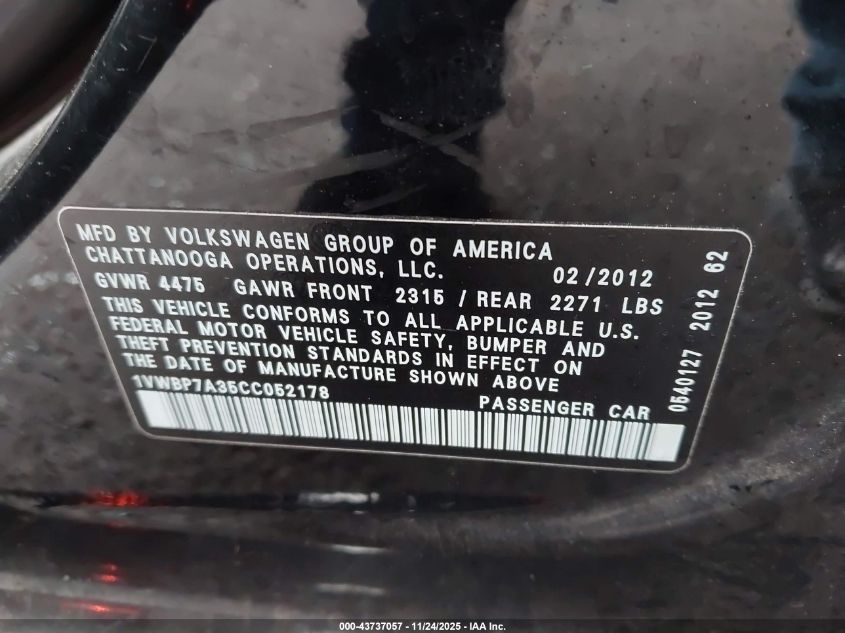 MFD BY VOLKSWAGEN GROUP OF AMERICA
CHATTANOOGA OPERATIONS, LLC. 02/2012
GVWR 4475 GAWR FRONT 2315 / REAR 2271 LBS
THIS VEHICLE CONFORMS TO ALL APPLICABLE U.S.
FEDERAL MOTOR VEHICLE SAFETY, BUMPER AND
THEFT PREVENTION STANDARDS IN EFFECT ON
THE DATE OF MANUFACTURE SHOWN ABOVE
1VWBP7A35CC052178 PASSENGER CAR
0540127 2012 62
000-43737057 - 11/24/2025 - IAA Inc.